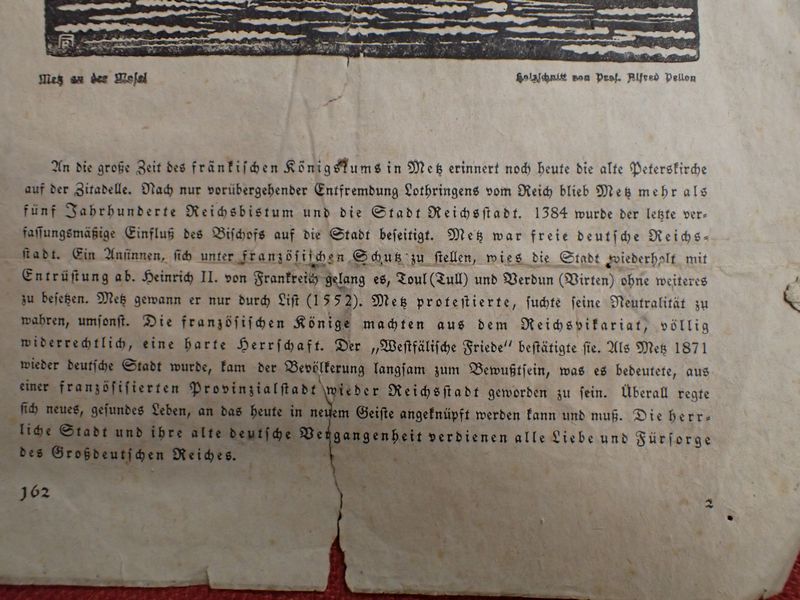 Metz an der Mosel
Holzschnitt von Prof. Alfred Pellon
An die große Zeit des fränkischen Königstums in Metz erinnert noch heute die alte Peterskirche
auf der Zitadelle. Nach nur vorübergehender Entfremdung Lothringens vom Reich blieb Metz mehr als
fünf Jahrhunderte Reichsbistum und die Stadt Reichsstadt. 1384 wurde der letzte ver-
fassungsmäßige Einfluß des Bischofs auf die Stadt beseitigt. Metz war freie deutsche Reichs-
stadt. Ein Ansinnen, sich unter französischen Schutz zu stellen, wies die Stadt wiederholt mit
Entrüstung ab. Heinrich II. von Frankreich gelang es, Toul (Tull) und Verdun (Virten) ohne weiteres
zu besetzen. Metz gewann er nur durch List (1552). Metz protestierte, suchte seine Neutralität zu
wahren, umsonst. Die französischen Könige machten aus dem Reichsvikariat, völlig
widerrechtlich, eine harte Herrschaft. Der „Westfälische Friede“ bestätigte sie. Als Metz 1871
wieder deutsche Stadt wurde, kam der Bevölkerung langsam zum Bewußtsein, was es bedeutete, aus
einer französisierten Provinzialstadt wieder Reichsstadt geworden zu sein. Überall regte
sich neues, gesundes Leben, an das heute in neuem Geiste angeknüpft werden kann und muß. Die herr-
liche Stadt und ihre alte deutsche Vergangenheit verdienen alle Liebe und Fürsorge
des Großdeutschen Reiches.
162
2